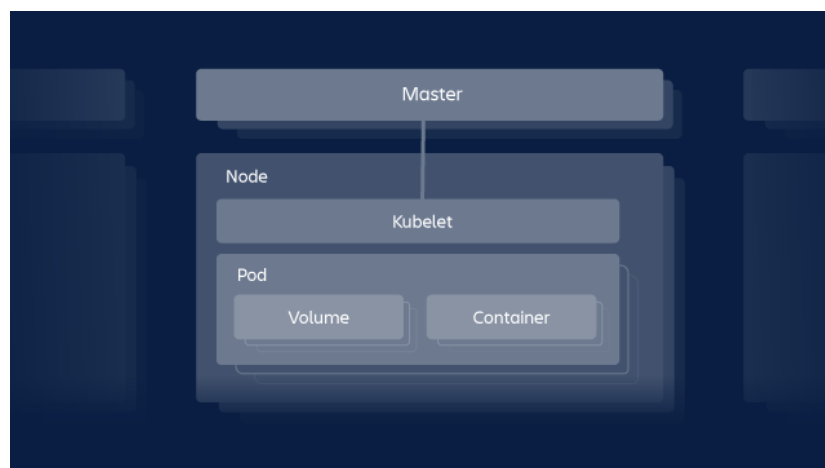 Master
Node
Kubelet
Pod
Volume
Container